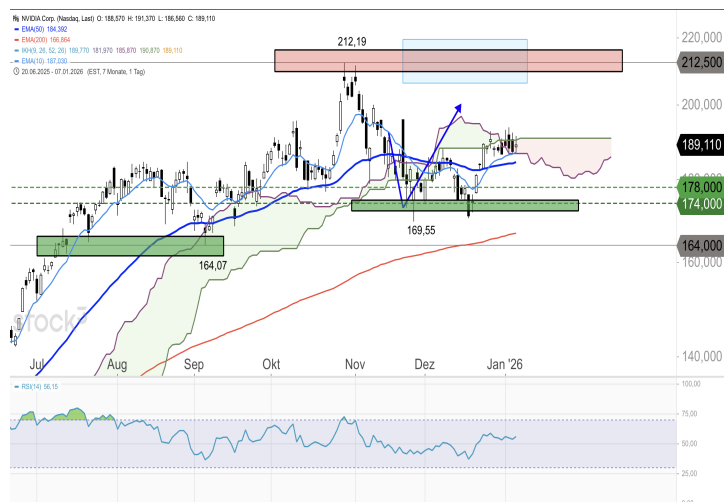 NVIDIA Corp. (Nasdaq, Last) O: 188,570 H: 191,370 L: 186,560 C: 189,110
EMA(50) 184,392
EMA(200) 166,864
IKH(9, 26, 52, 26) 189,770 181,970 185,870 190,870 189,110
EMA(10) 187,030
20.06.2025 - 07.01.2026 (EST, 7 Monate, 1 Tag)
212,19
220,000
212,500
200,000
189,110
178,000
174,000
169,55
164,07
164,000
160,000
stock3
140,000
Jul Aug Sep Okt Nov Dez Jan '26
RSI(14) 56,15
100,00
75,00
50,00
25,00
0,00